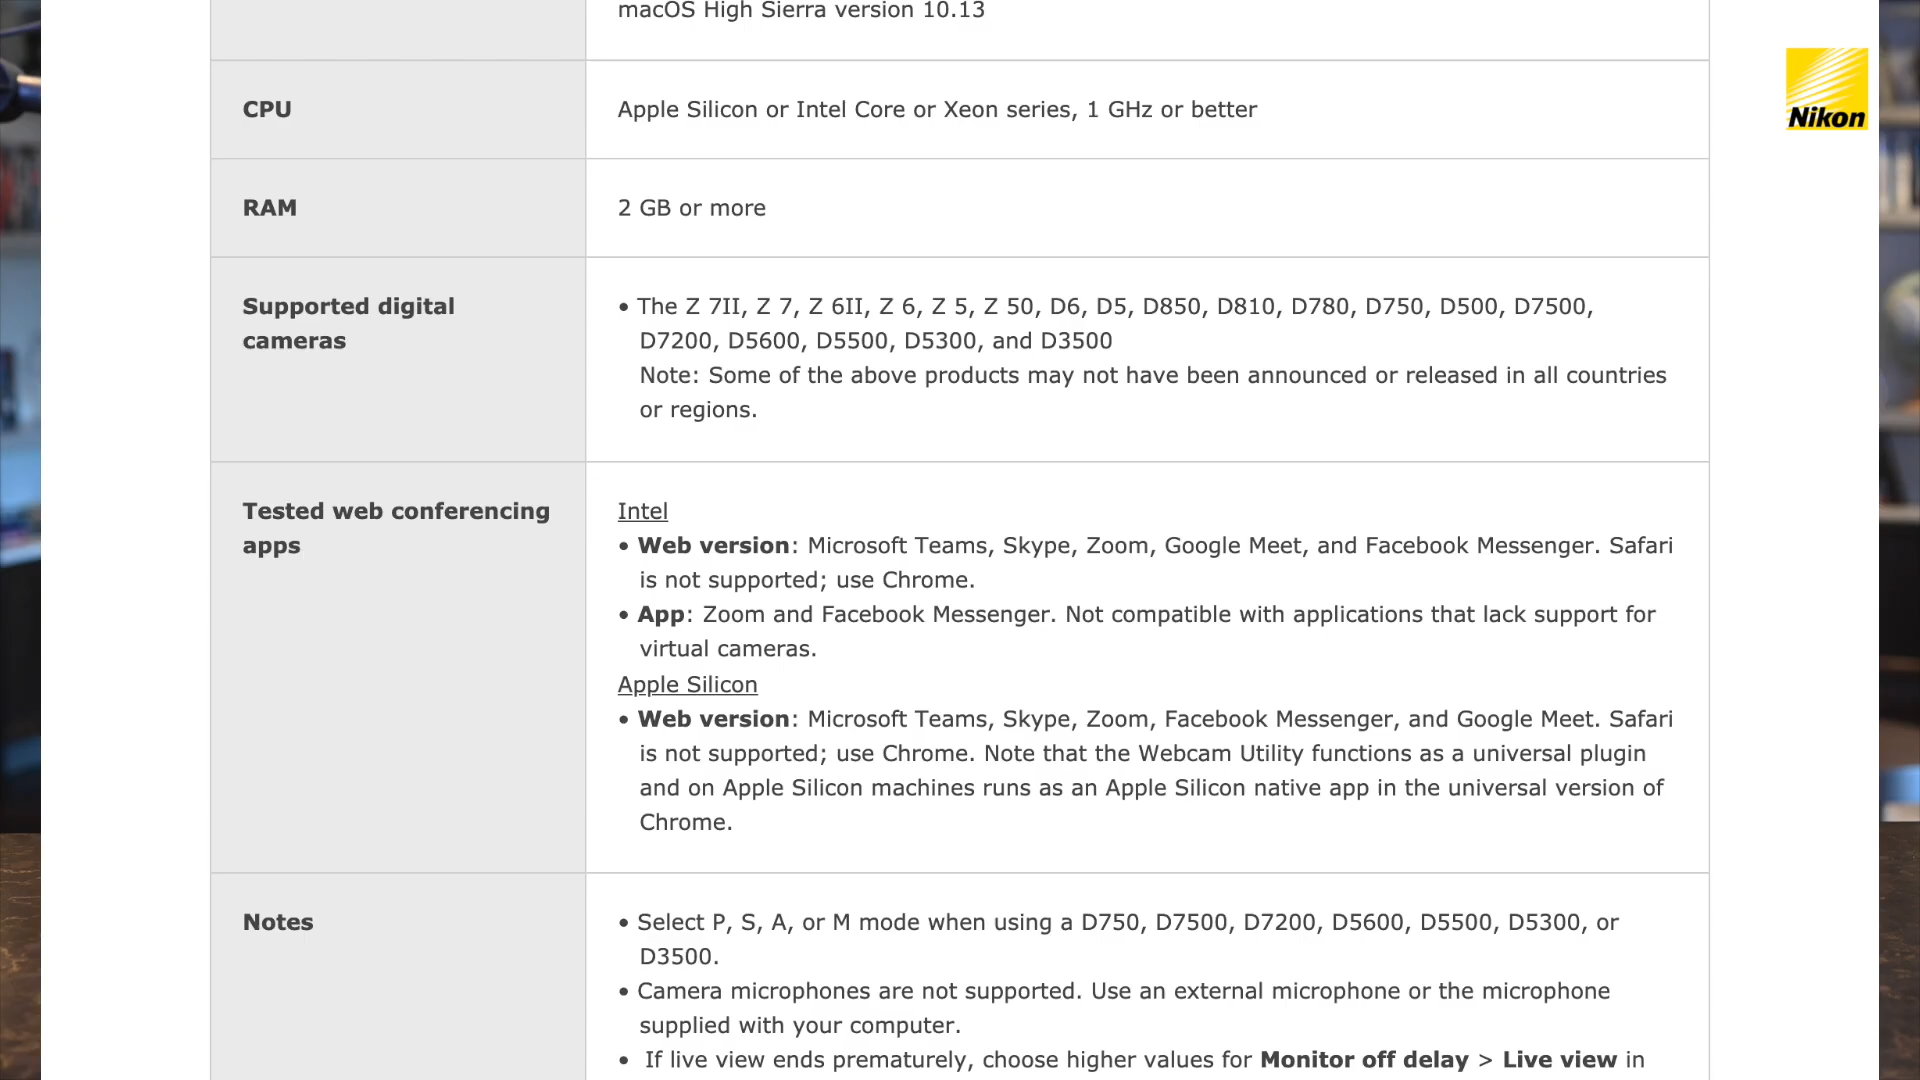 macOS High Sierra version 10.13
Nikon
CPU
Apple Silicon or Intel Core or Xeon series, 1 GHz or better
RAM
2 GB or more
Supported digital
cameras
• The Z 7II, Z 7, Z 6II, Z 6, Z 5, Z 50, D6, D5, D850, D810, D780, D750, D500, D7500,
D7200, D5600, D5500, D5300, and D3500
Note: Some of the above products may not have been announced or released in all countries
or regions.
Tested web conferencing
apps
Intel
• Web version: Microsoft Teams, Skype, Zoom, Google Meet, and Facebook Messenger. Safari
is not supported; use Chrome.
• App: Zoom and Facebook Messenger. Not compatible with applications that lack support for
virtual cameras.
Apple Silicon
• Web version: Microsoft Teams, Skype, Zoom, Facebook Messenger, and Google Meet. Safari
is not supported; use Chrome. Note that the Webcam Utility functions as a universal plugin
and on Apple Silicon machines runs as an Apple Silicon native app in the universal version of
Chrome.
Notes
• Select P, S, A, or M mode when using a D750, D7500, D7200, D5600, D5500, D5300, or
D3500.
• Camera microphones are not supported. Use an external microphone or the microphone
supplied with your computer.
• If live view ends prematurely, choose higher values for Monitor off delay > Live view in